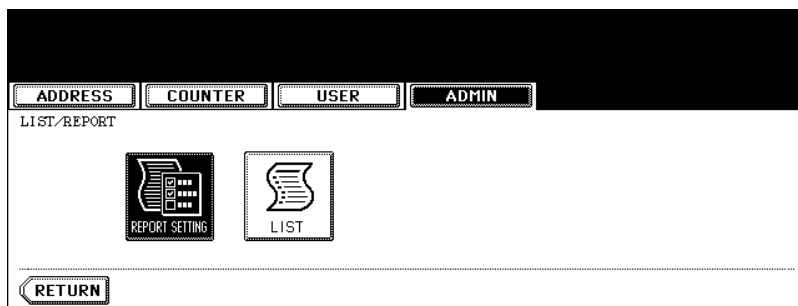 ADDRESS COUNTER USER ADMIN
LIST/REPORT
REPORT SETTING LIST
RETURN